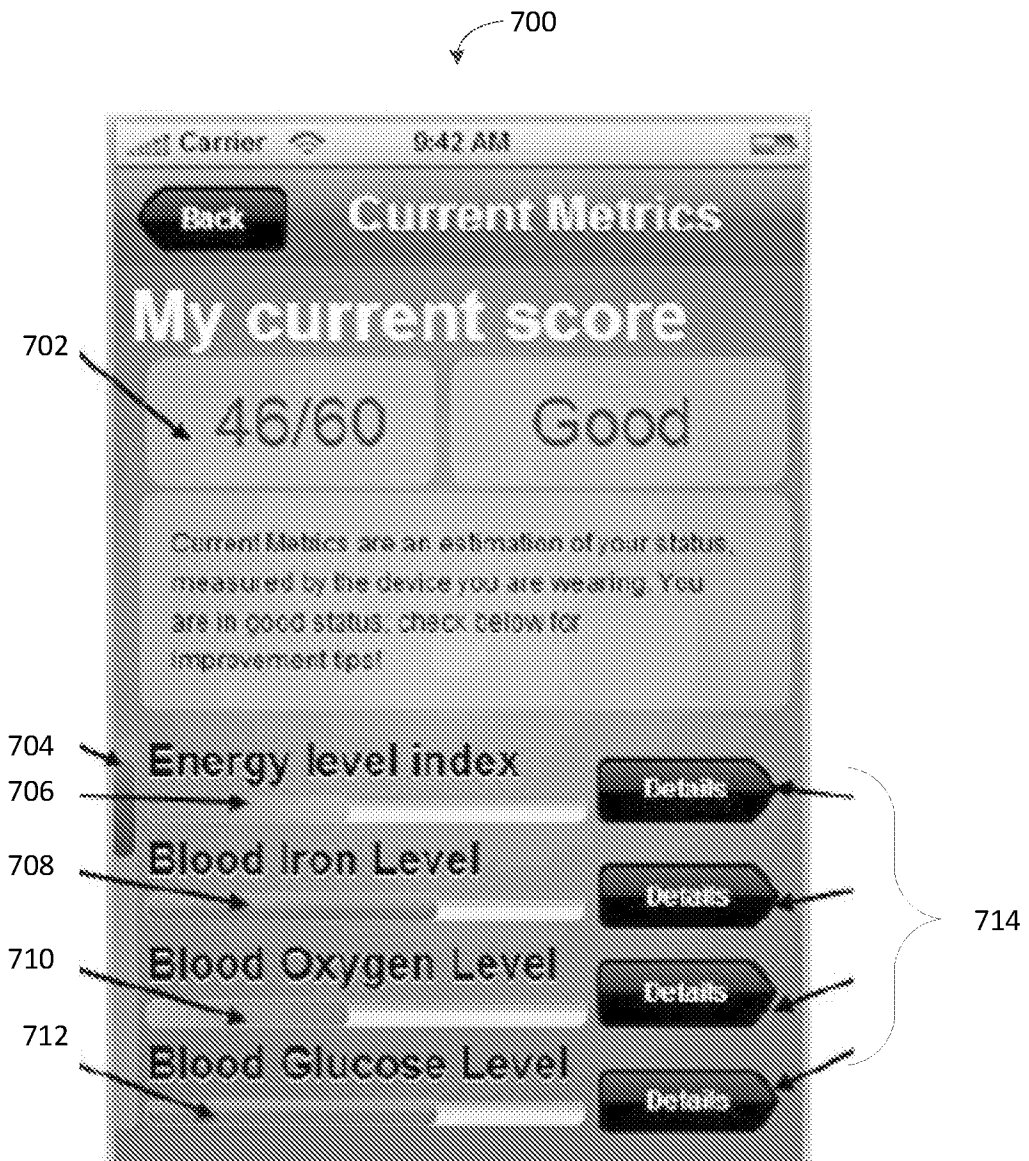 700
Carrier 9:42 AM
Back Current Metrics
My current score
702
46/60 Good
Current Metrics are an estimation of your status,
measured by the device you are wearing. You
are in good status, check below for
improvement tips!
704
Energy level index
706
Details
Blood Iron Level
708
Details
714
Blood Oxygen Level
710
Details
712
Blood Glucose Level
Details